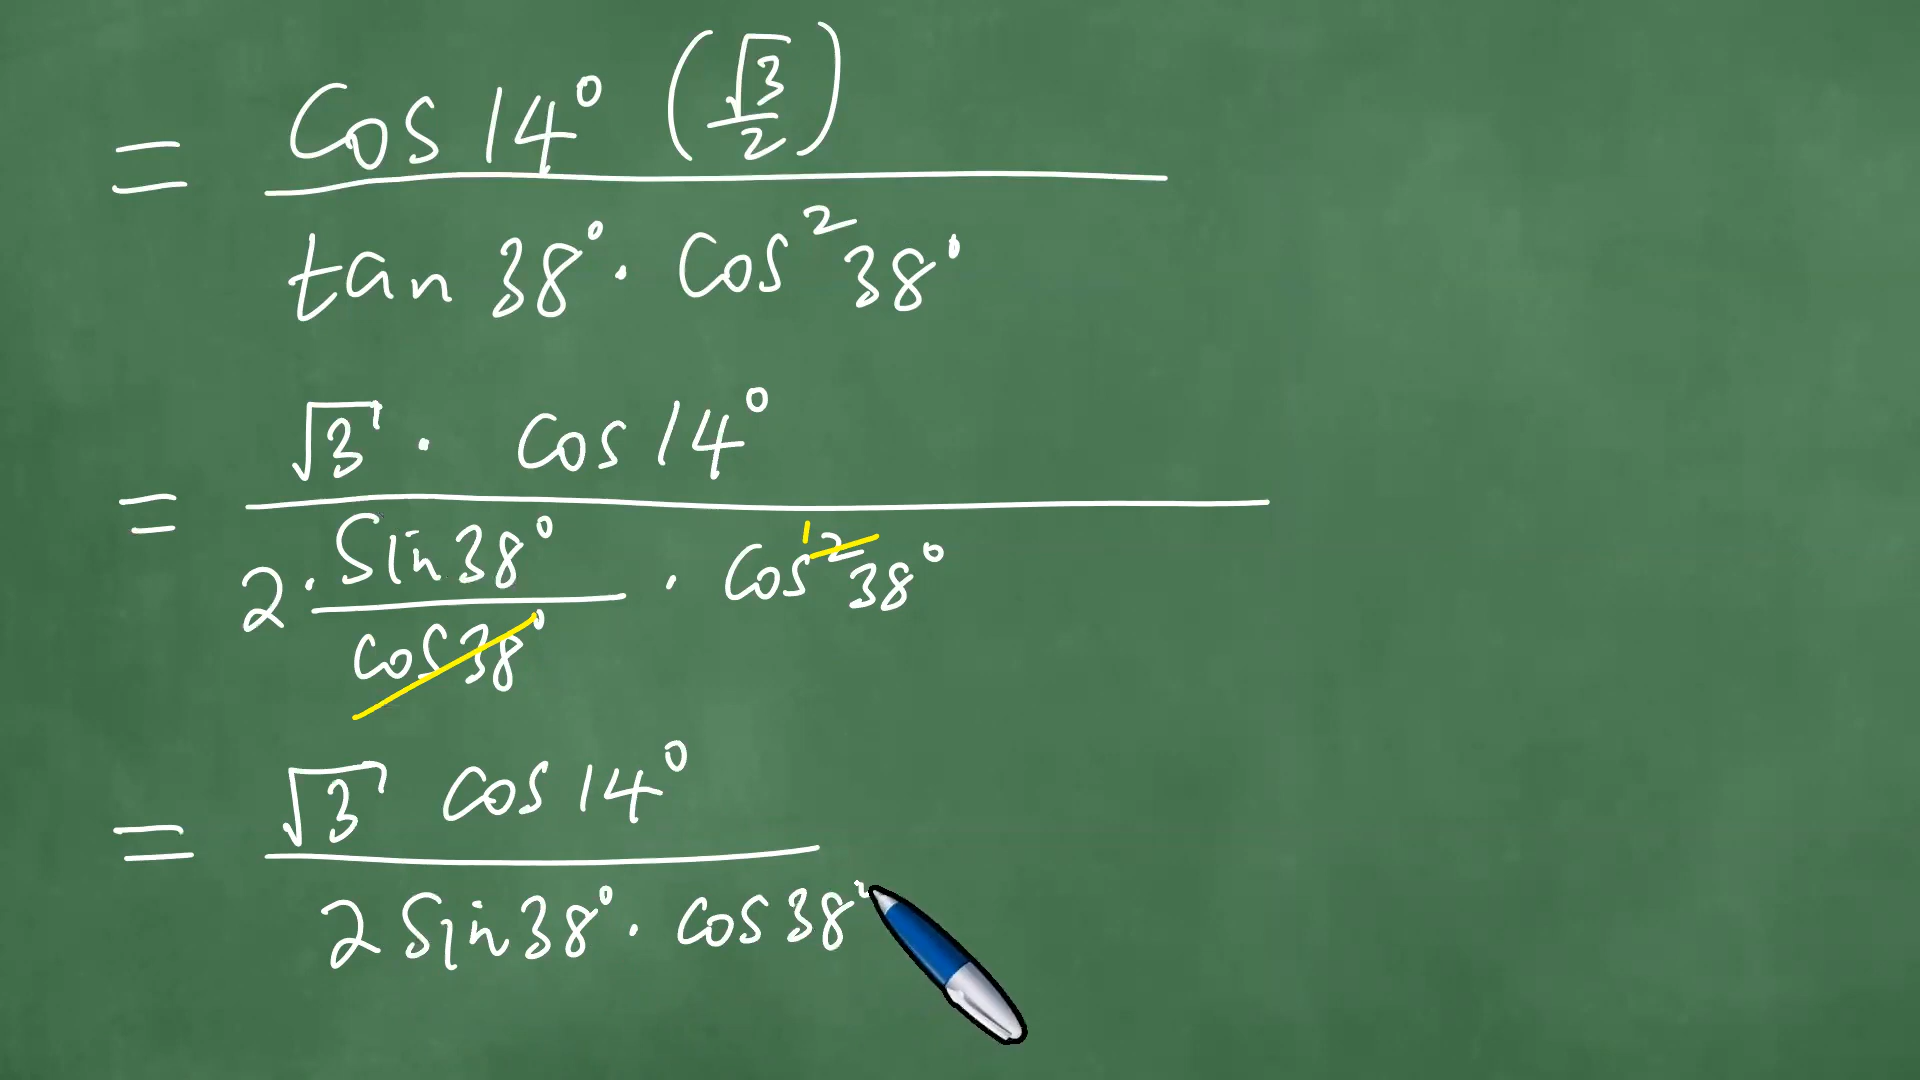 = Cos 14° (√3/2)
tan 38° · Cos² 38°
= √3 · Cos 14°
2 · Sin 38° / cos 38° · Cos² 38° 1
= √3 cos 14°
2 Sin 38° · cos 38°